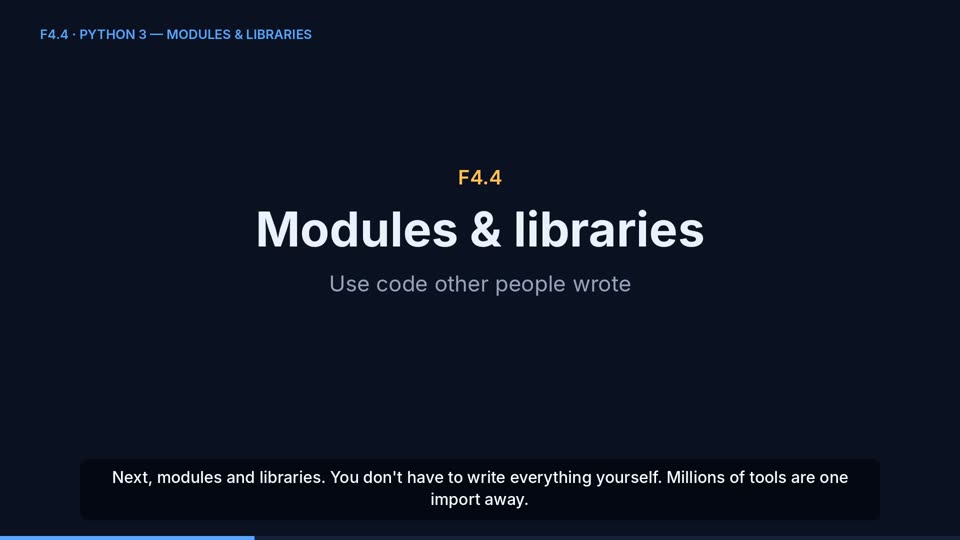 F4.4 · PYTHON 3 — MODULES & LIBRARIES
F4.4
Modules & libraries
Use code other people wrote
Next, modules and libraries. You don't have to write everything yourself. Millions of tools are one
import away.